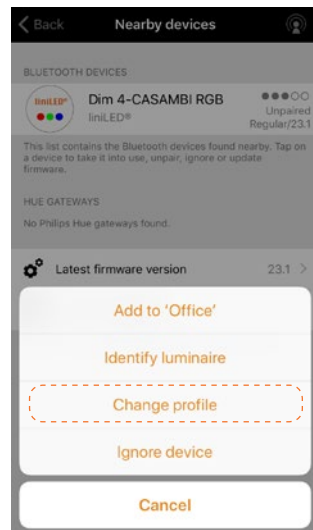 Back
Nearby devices
BLUETOOTH DEVICES
liniLED®
Dim 4-CASAMBI RGB
liniLED®
Unpaired
Regular/23.1
This list contains the Bluetooth devices found nearby. Tap on
a device to take it into use, unpair, ignore or update
firmware.
HUE GATEWAYS
No Philips Hue gateways found.
Latest firmware version 23.1
Add to 'Office'
Identify luminaire
Change profile
Ignore device
Cancel